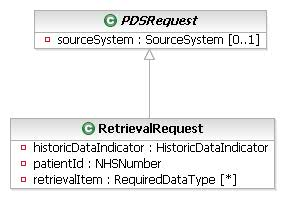 PDSRequest
sourceSystem : SourceSystem [0..1]
RetrievalRequest
historicDataIndicator : HistoricDataIndicator
patientId : NHSNumber
retrievalItem : RequiredDataType [*]